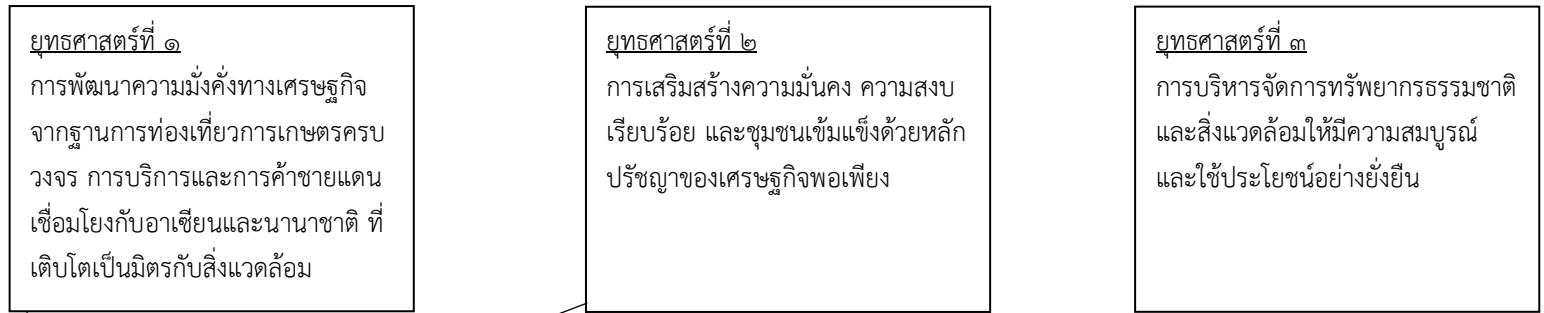 ยุทธศาสตร์ที่ ๑
การพัฒนาความมั่งคั่งทางเศรษฐกิจ
จากฐานการท่องเที่ยวการเกษตรครบ
วงจร การบริการและการค้าชายแดน
เชื่อมโยงกับอาเซียนและนานาชาติ ที่
เติบโตเป็นมิตรกับสิ่งแวดล้อม
ยุทธศาสตร์ที่ ๒
การเสริมสร้างความมั่นคง ความสงบ
เรียบร้อย และชุมชนเข้มแข็งด้วยหลัก
ปรัชญาของเศรษฐกิจพอเพียง
ยุทธศาสตร์ที่ ๓
การบริหารจัดการทรัพยากรธรรมชาติ
และสิ่งแวดล้อมให้มีความสมบูรณ์
และใช้ประโยชน์อย่างยั่งยืน